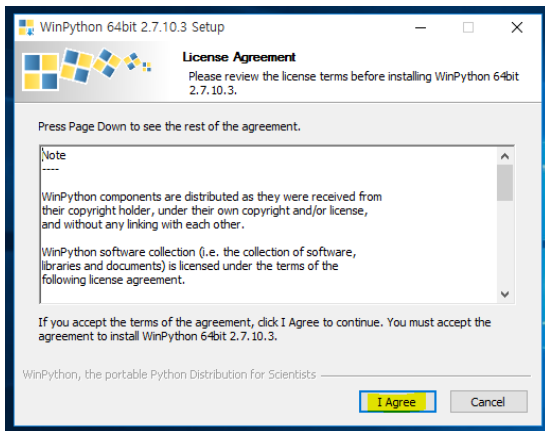 WinPython 64bit 2.7.10.3 Setup
License Agreement
Please review the license terms before installing WinPython 64bit
2.7.10.3.
Press Page Down to see the rest of the agreement.
Note
----
WinPython components are distributed as they were received from
their copyright holder, under their own copyright and/or license,
and without any linking with each other.
WinPython software collection (i.e. the collection of software,
libraries and documents) is licensed under the terms of the
following license agreement.
If you accept the terms of the agreement, click I Agree to continue. You must accept the
agreement to install WinPython 64bit 2.7.10.3.
WinPython, the portable Python Distribution for Scientists
I Agree
Cancel